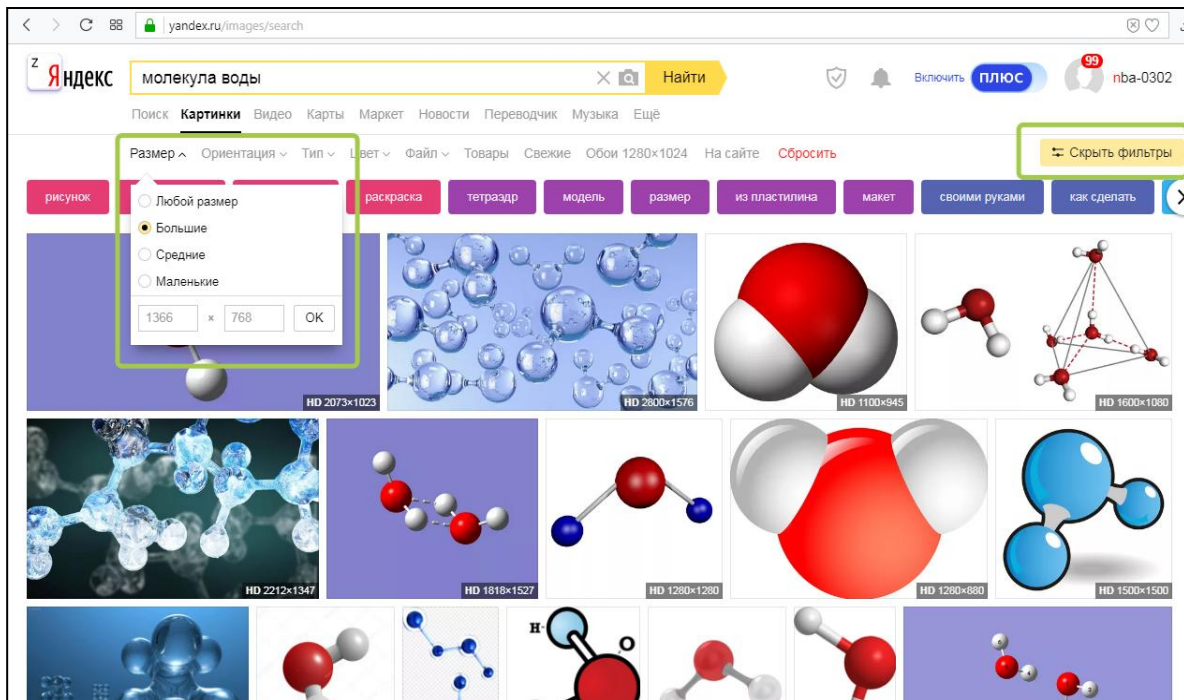 yandex.ru/images/search
Z Яндекс
молекула воды
Найти
Включить ПЛЮС
99
nba-0302
Поиск Картинки Видео Карты Маркет Новости Переводчик Музыка Ещё
Размер Ориентация Тип Цвет Файл Товары Свежие Обои 1280×1024 На сайте Сбросить
Скрыть фильтры
рисунок раскраска тетраэдр модель размер из пластилина макет своими руками как сделать
Любой размер
Большие
Средние
Маленькие
1366 × 768 OK
HD 2073×1023 HD 2800×1576 HD 1100×945 HD 1600×1080
HD 2212×1347 HD 1818×1527 HD 1280×1280 HD 1280×880 HD 1500×1500
H
O